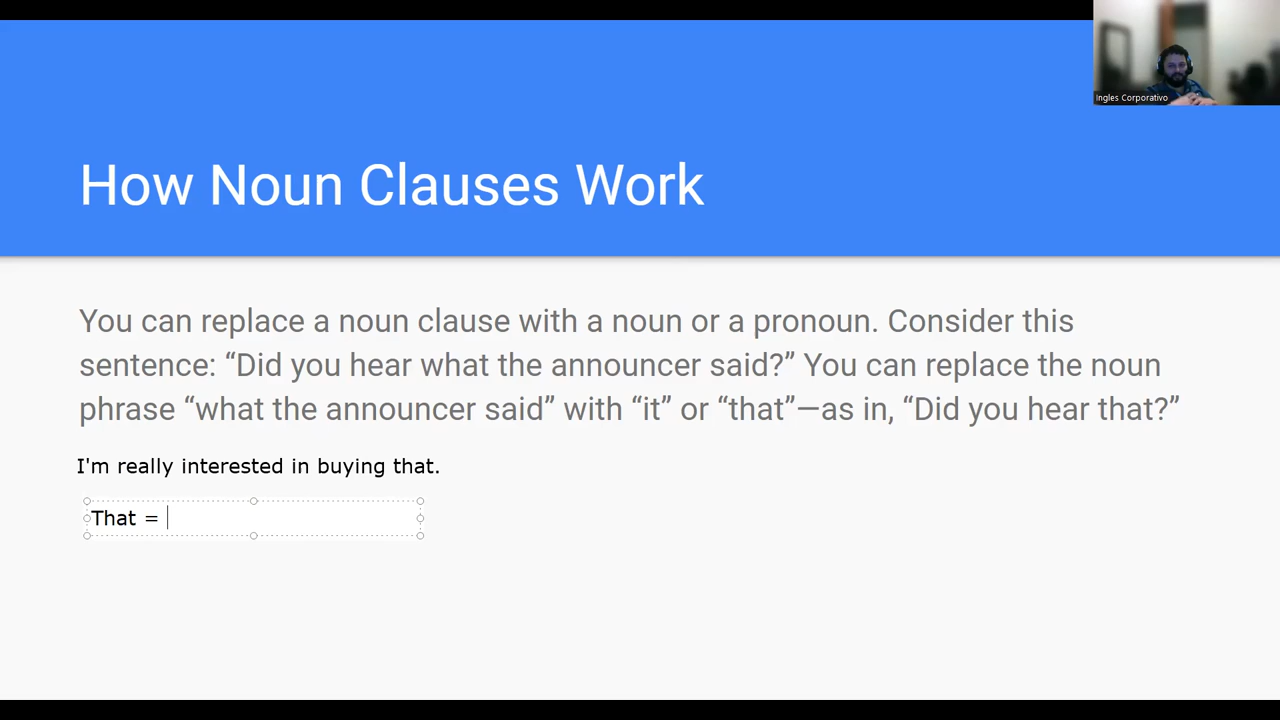 Ingles Corporativo
How Noun Clauses Work
You can replace a noun clause with a noun or a pronoun. Consider this
sentence: “Did you hear what the announcer said?” You can replace the noun
phrase “what the announcer said” with “it” or “that”—as in, “Did you hear that?”
I'm really interested in buying that.
That =